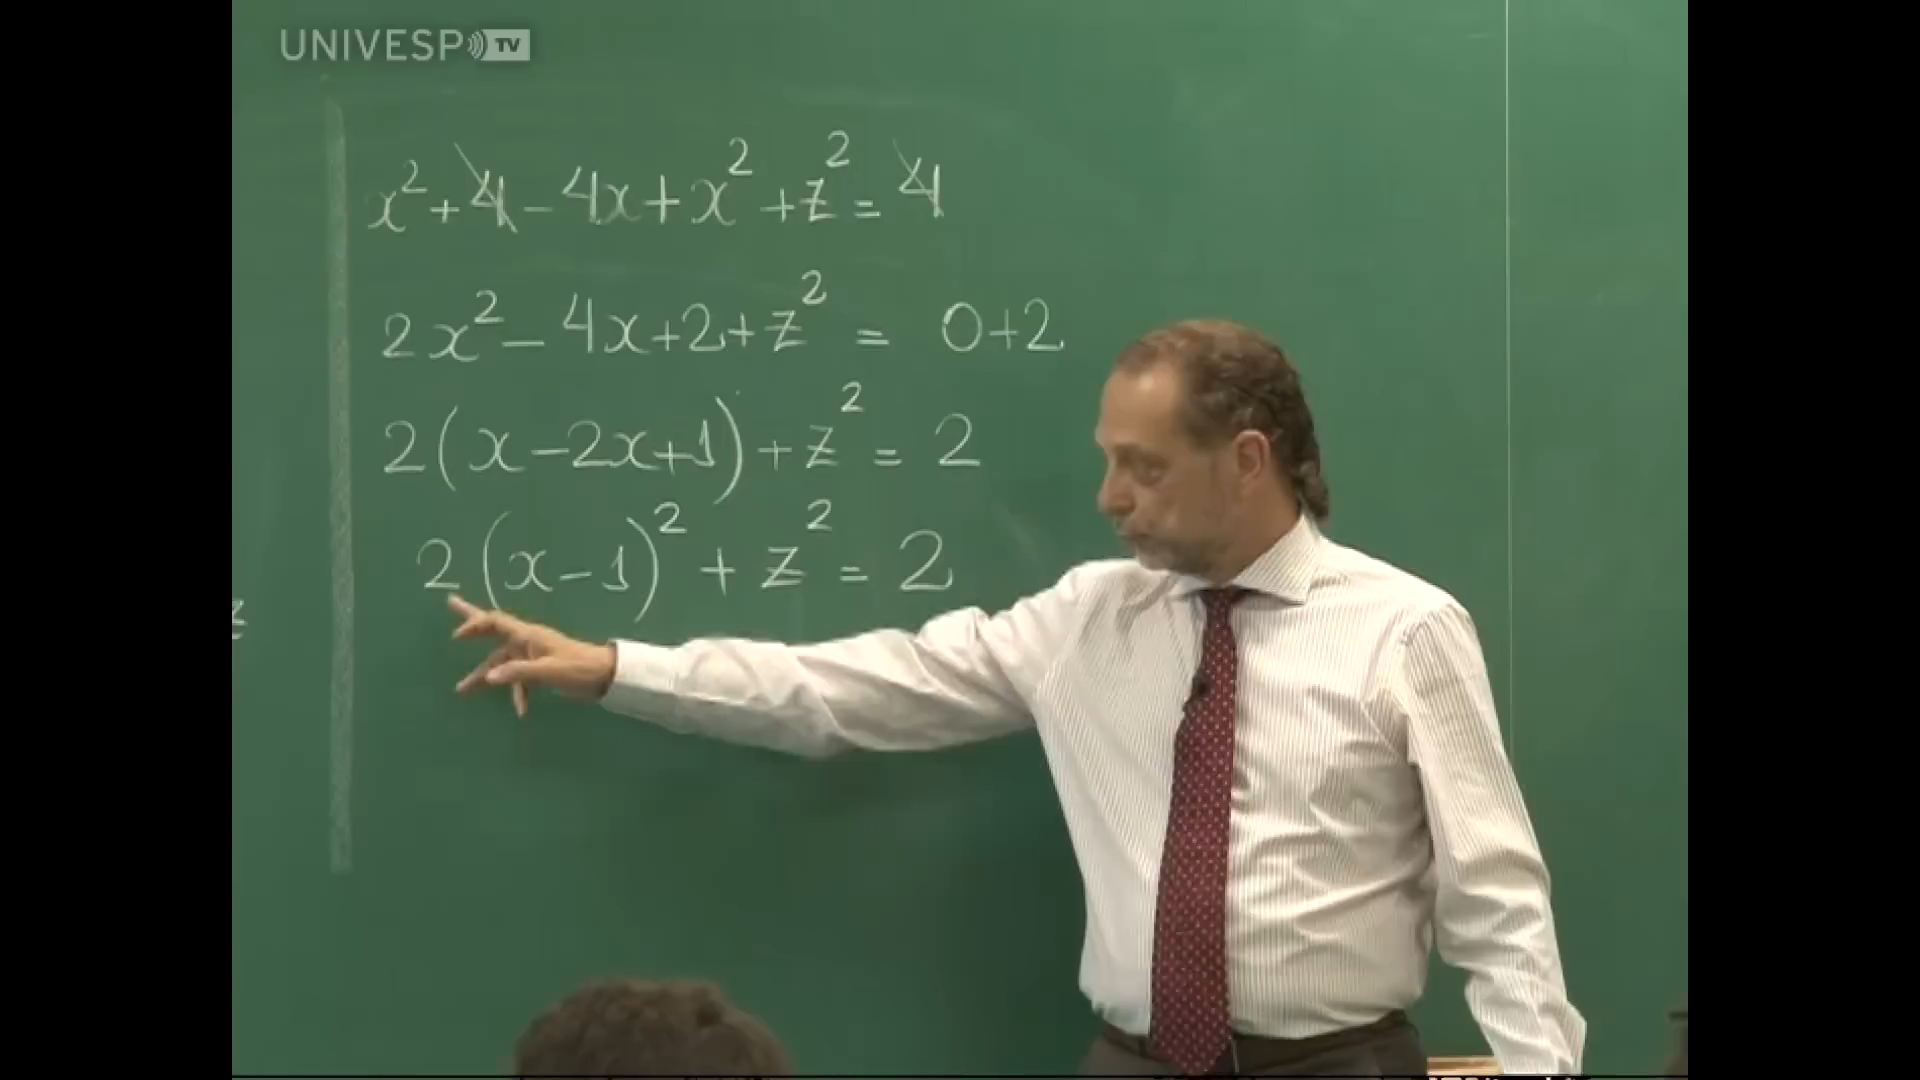 UNIVESP TV
x² + 4 - 4x + x² + z² = 4
2x² - 4x + 2 + z² = 0 + 2
2(x - 2x + 1) + z² = 2
2(x - 1)² + z² = 2
z